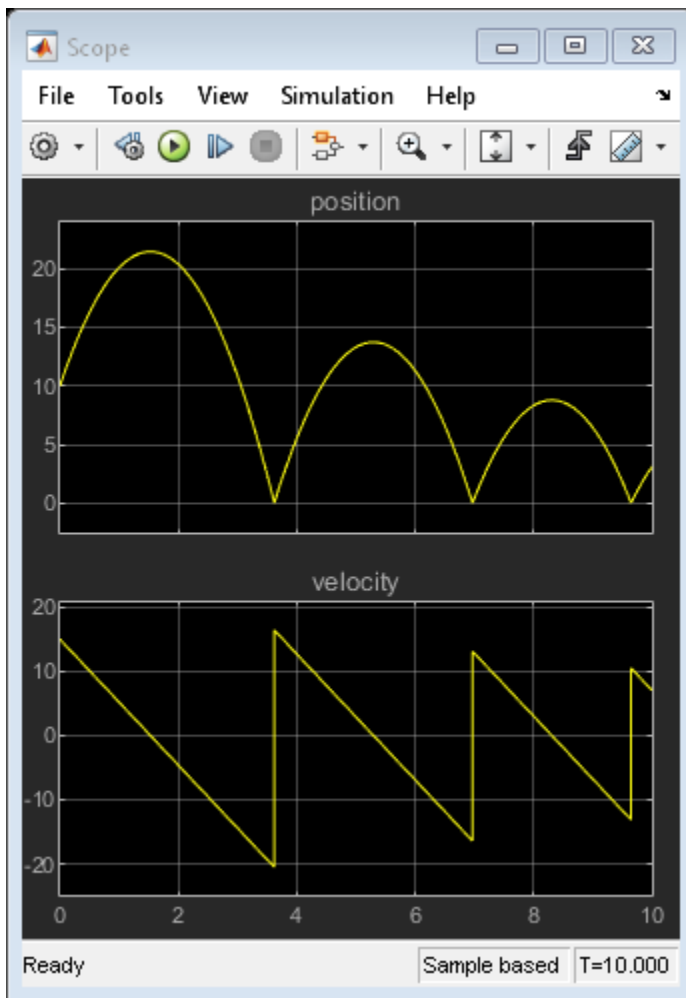 Scope
File Tools View Simulation Help
position
20
15
10
5
0
velocity
20
10
0
-10
-20
0 2 4 6 8 10
Ready Sample based T=10.000